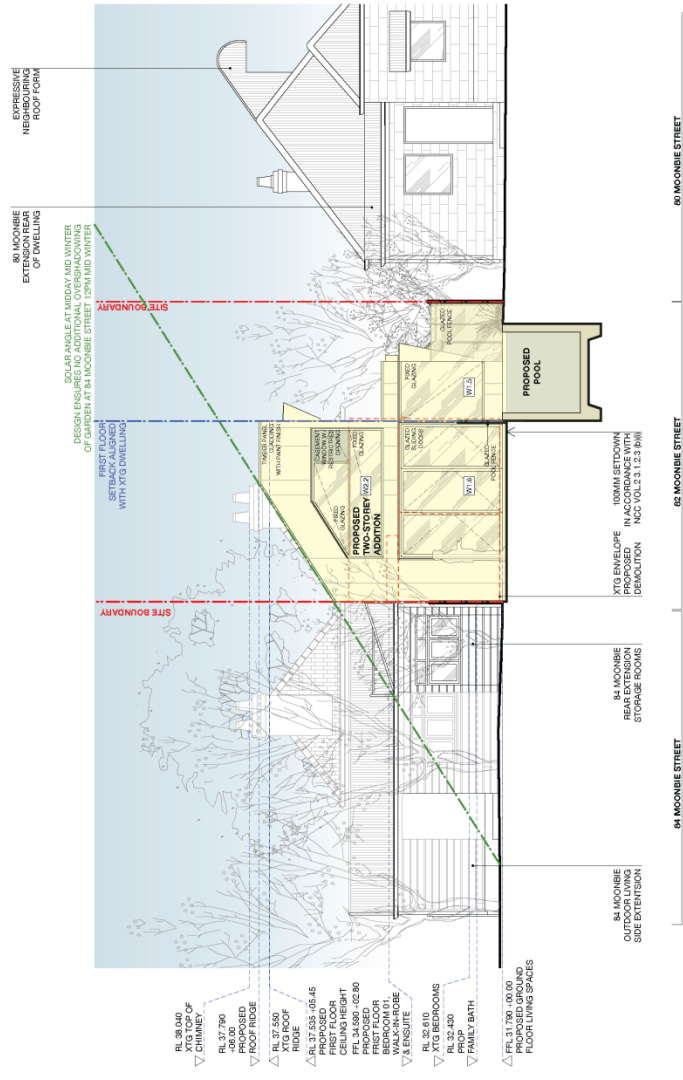 EXPRESSIVE
NEIGHBOURING
ROOF FORM
80 MOONBIE
EXTENSION REAR
OF DWELLING
SOLAR ANGLE AT MIDDAY MID WINTER
DESIGN ENSURES NO ADDITIONAL OVERSHADOWING
OF GARDEN AT 84 MOONBIE STREET 12PM MID WINTER
FIRST FLOOR
SETBACK ALIGNED
WITH XTG DWELLING
SITE BOUNDARY
SITE BOUNDARY
TIMBER PANEL
CLADDING
WITH PAINT FINISH
CASEMENT
WINDOW W/
RESTRICTED
OPENING
FIXED
GLAZING
FIXED
GLAZING
W2.2
PROPOSED
TWO-STOREY
ADDITION
FIXED
GLAZING
GLAZED
POOL FENCE
W1.5
GLAZED
SLIDING
DOORS
W1.6
GLAZED
POOL FENCE
PROPOSED
POOL
RL 38.040
XTG TOP OF
CHIMNEY
RL 37.790
+06.00
PROPOSED
ROOF RIDGE
RL 37.550
XTG ROOF
RIDGE
RL 37.535 +05.45
PROPOSED
FIRST FLOOR
CEILING HEIGHT
FFL 34.590 +02.80
PROPOSED
FRIST FLOOR
BEDROOM 01,
WALK-IN-ROBE
& ENSUITE
RL 32.610
XTG BEDROOMS
RL 32.430
PROP
FAMILY BATH
FFL 31.790 +00.00
PROPOSED GROUND
FLOOR LIVING SPACES
84 MOONBIE
OUTDOOR LIVING
SIDE EXTENTSION
84 MOONBIE
REAR EXTENSION
STORAGE ROOMS
XTG ENVELOPE
PROPOSED
DEMOLITION
100MM SETDOWN
IN ACCORDANCE WITH
NCC VOL.2 3.1.2.3 (b)(ii)
84 MOONBIE STREET
82 MOONBIE STREET
80 MOONBIE STREET